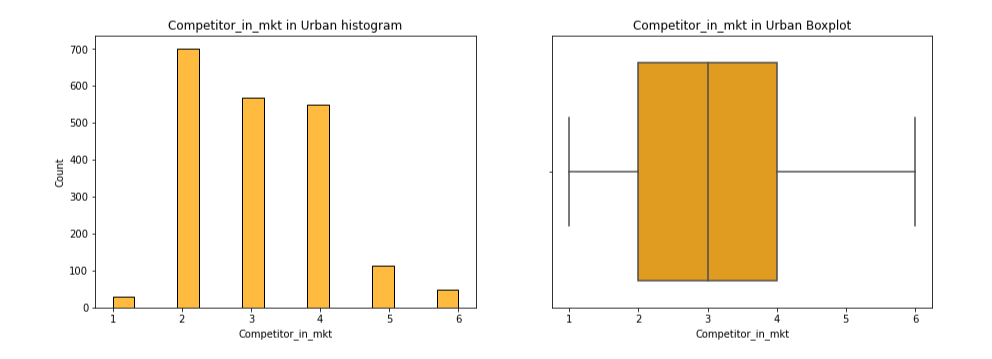 Competitor_in_mkt in Urban histogram
700
600
500
400
300
200
100
0
Count
1 2 3 4 5 6
Competitor_in_mkt
Competitor_in_mkt in Urban Boxplot
1 2 3 4 5 6
Competitor_in_mkt